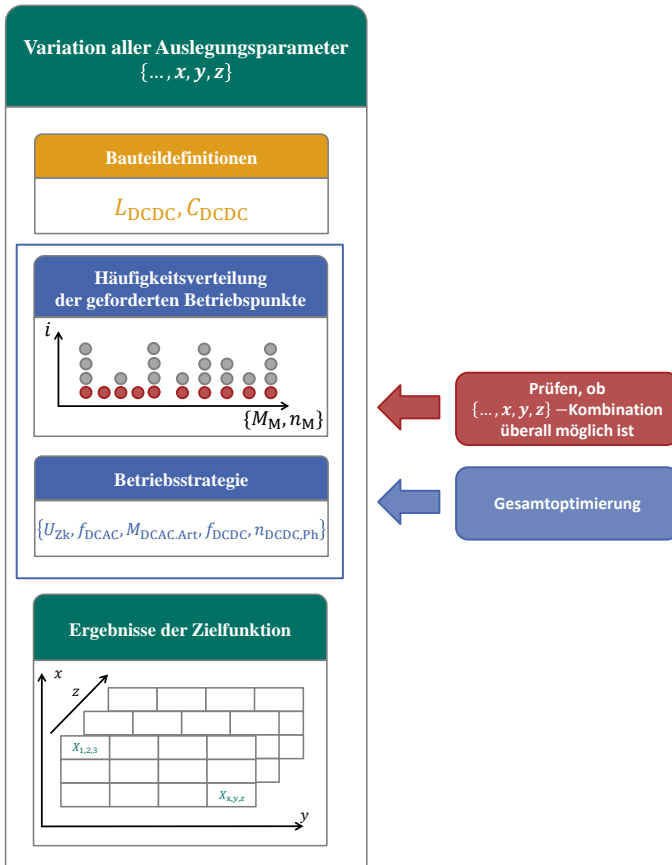 Variation aller Auslegungsparameter
{…, x, y, z}
Bauteildefinitionen
L_DCDC, C_DCDC
Häufigkeitsverteilung
der geforderten Betriebspunkte
i
{M_M, n_M}
Prüfen, ob
{…, x, y, z} –Kombination
überall möglich ist
Betriebsstrategie
{U_Zk, f_DCAC, M_DCAC.Art, f_DCDC, n_DCDC,Ph}
Gesamtoptimierung
Ergebnisse der Zielfunktion
x
z
X_1,2,3
X_x,y,z
y